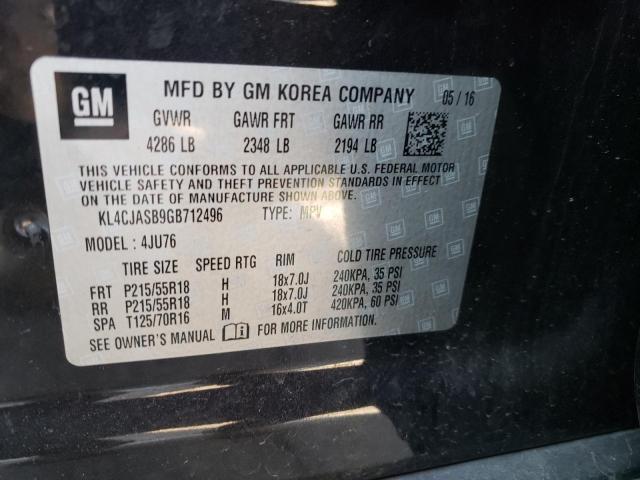 GM MFD BY GM KOREA COMPANY 05 / 16
GVWR GAWR FRT GAWR RR
4286 LB 2348 LB 2194 LB
THIS VEHICLE CONFORMS TO ALL APPLICABLE U.S. FEDERAL MOTOR
VEHICLE SAFETY AND THEFT PREVENTION STANDARDS IN EFFECT
ON THE DATE OF MANUFACTURE SHOWN ABOVE.
KL4CJASB9GB712496 TYPE: MPV
MODEL : 4JU76
TIRE SIZE SPEED RTG RIM COLD TIRE PRESSURE
FRT P215/55R18 H 18x7.0J 240KPA, 35 PSI
RR P215/55R18 H 18x7.0J 240KPA, 35 PSI
SPA T125/70R16 M 16x4.0T 420KPA, 60 PSI
SEE OWNER'S MANUAL FOR MORE INFORMATION